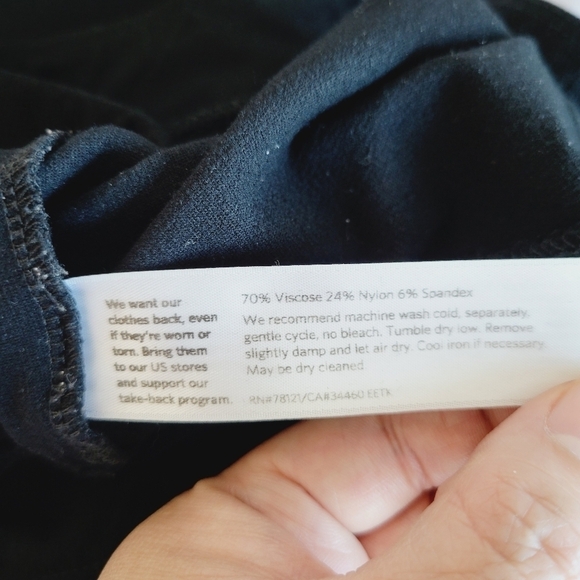 We want our
clothes back, even
if they're worn or
torn. Bring them
to our US stores
and support our
take-back program.
70% Viscose 24% Nylon 6% Spandex
We recommend machine wash cold, separately,
gentle cycle, no bleach. Tumble dry low. Remove
slightly damp and let air dry. Cool iron if necessary.
May be dry cleaned.
RN#78121/CA#34460 EETK